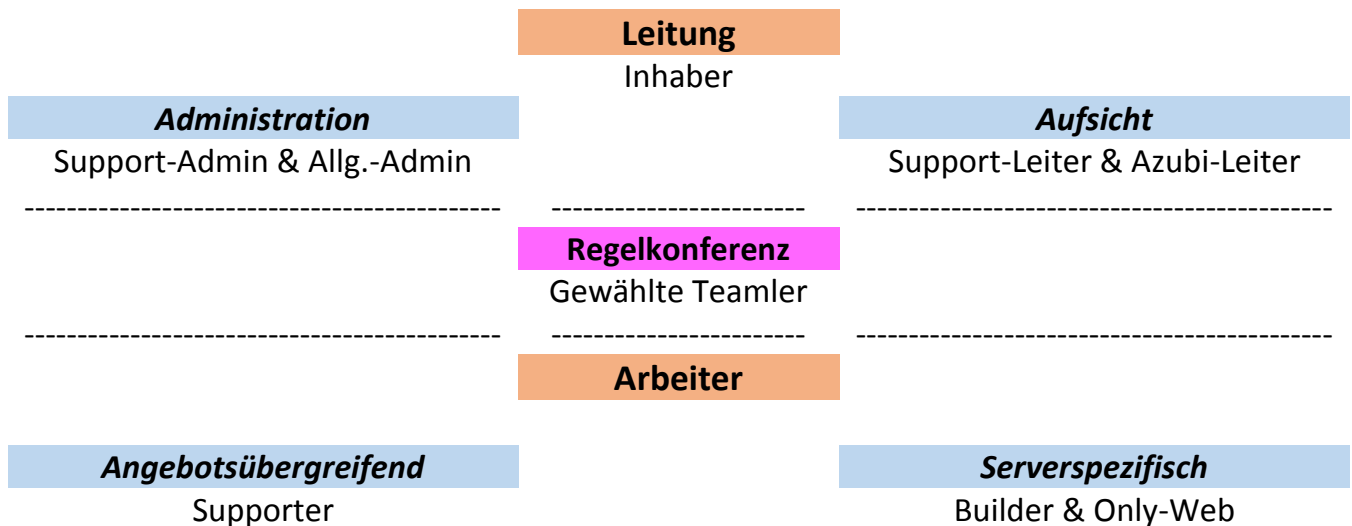 Leitung
Inhaber
Administration Aufsicht
Support-Admin & Allg.-Admin Support-Leiter & Azubi-Leiter
--------------------------------------------- ------------------------ ---------------------------------------------
Regelkonferenz
Gewählte Teamler
--------------------------------------------- ------------------------ ---------------------------------------------
Arbeiter
Angebotsübergreifend Serverspezifisch
Supporter Builder & Only-Web